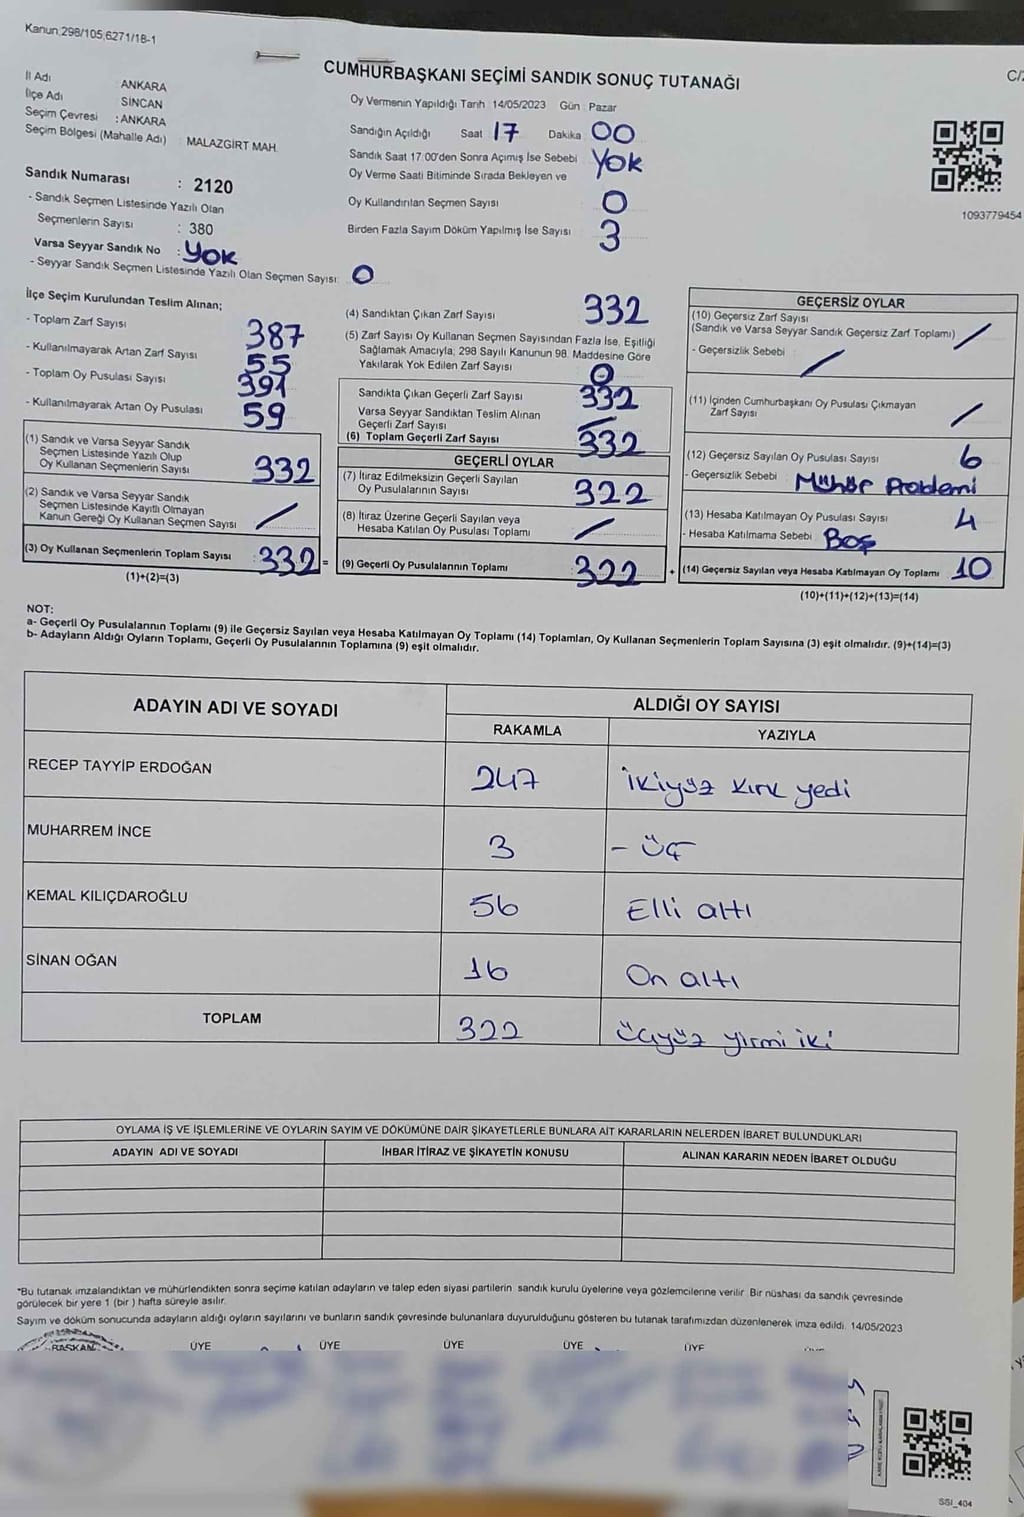 Kanun;298/105;6271/18-1
CUMHURBAŞKANI SEÇİMİ SANDIK SONUÇ TUTANAĞI
İl Adı : ANKARA
İlçe Adı : SİNCAN
Seçim Çevresi : ANKARA
Seçim Bölgesi (Mahalle Adı) : MALAZGİRT MAH.
Sandık Numarası : 2120
- Sandık Seçmen Listesinde Yazılı Olan
Seçmenlerin Sayısı : 380
Varsa Seyyar Sandık No : Yok
- Seyyar Sandık Seçmen Listesinde Yazılı Olan Seçmen Sayısı: 0
Oy Vermenin Yapıldığı Tarih 14/05/2023 Gün : Pazar
Sandığın Açıldığı Saat 17 Dakika 00
Sandık Saat 17:00'den Sonra Açımış İse Sebebi Yok
Oy Verme Saati Bitiminde Sırada Bekleyen ve
Oy Kullandırılan Seçmen Sayısı 0
Birden Fazla Sayım Döküm Yapılmış İse Sayısı 3
1093779454
İlçe Seçim Kurulundan Teslim Alınan;
- Toplam Zarf Sayısı 387
- Kullanılmayarak Artan Zarf Sayısı 55
- Toplam Oy Pusulası Sayısı 391
- Kullanılmayarak Artan Oy Pusulası 59
(1) Sandık ve Varsa Seyyar Sandık
Seçmen Listesinde Yazılı Olup
Oy Kullanan Seçmenlerin Sayısı 332
(2) Sandık ve Varsa Seyyar Sandık
Seçmen Listesinde Kayıtlı Olmayan
Kanun Gereği Oy Kullanan Seçmen Sayısı /
(3) Oy Kullanan Seçmenlerin Toplam Sayısı : 332 =
(1)+(2)=(3)
(4) Sandıktan Çıkan Zarf Sayısı 332
(5) Zarf Sayısı Oy Kullanan Seçmen Sayısından Fazla İse, Eşitliği
Sağlamak Amacıyla; 298 Sayılı Kanunun 98. Maddesine Göre
Yakılarak Yok Edilen Zarf Sayısı 0
Sandıkta Çıkan Geçerli Zarf Sayısı 332
Varsa Seyyar Sandıktan Teslim Alınan
Geçerli Zarf Sayısı
(6) Toplam Geçerli Zarf Sayısı 332
GEÇERLİ OYLAR
(7) İtiraz Edilmeksizin Geçerli Sayılan
Oy Pusulalarının Sayısı 322
(8) İtiraz Üzerine Geçerli Sayılan veya
Hesaba Katılan Oy Pusulası Toplamı /
(9) Geçerli Oy Pusulalarının Toplamı 322 +
GEÇERSİZ OYLAR
(10) Geçersiz Zarf Sayısı
(Sandık ve Varsa Seyyar Sandık Geçersiz Zarf Toplamı) /
- Geçersizlik Sebebi /
(11) İçinden Cumhurbaşkanı Oy Pusulası Çıkmayan
Zarf Sayısı /
(12) Geçersiz Sayılan Oy Pusulası Sayısı 6
- Geçersizlik Sebebi : Mühür Problemi
(13) Hesaba Katılmayan Oy Pusulası Sayısı 4
- Hesaba Katılmama Sebebi : Boş
(14) Geçersiz Sayılan veya Hesaba Katılmayan Oy Toplamı 10
(10)+(11)+(12)+(13)=(14)
NOT:
a- Geçerli Oy Pusulalarının Toplamı (9) ile Geçersiz Sayılan veya Hesaba Katılmayan Oy Toplamı (14) Toplamları, Oy Kullanan Seçmenlerin Toplam Sayısına (3) eşit olmalıdır. (9)+(14)=(3)
b- Adayların Aldığı Oyların Toplamı, Geçerli Oy Pusulalarının Toplamına (9) eşit olmalıdır.
ADAYIN ADI VE SOYADI ALDIĞI OY SAYISI
RAKAMLA YAZIYLA
RECEP TAYYİP ERDOĞAN 247 İkiyüz kırk yedi
MUHARREM İNCE 3 - üç
KEMAL KILIÇDAROĞLU 56 Elli altı
SİNAN OĞAN 16 On altı
TOPLAM 322 üçyüz yirmi iki
OYLAMA İŞ VE İŞLEMLERİNE VE OYLARIN SAYIM VE DÖKÜMÜNE DAİR ŞİKAYETLERLE BUNLARA AİT KARARLARIN NELERDEN İBARET BULUNDUKLARI
ADAYIN ADI VE SOYADI İHBAR İTİRAZ VE ŞİKAYETİN KONUSU ALINAN KARARIN NEDEN İBARET OLDUĞU
*Bu tutanak imzalandıktan ve mühürlendikten sonra seçime katılan adayların ve talep eden siyasi partilerin sandık kurulu üyelerine veya gözlemcilerine verilir. Bir nüshası da sandık çevresinde
görülecek bir yere 1 (bir ) hafta süreyle asılır.
Sayım ve döküm sonucunda adayların aldığı oyların sayılarını ve bunların sandık çevresinde bulunanlara duyurulduğunu gösteren bu tutanak tarafımızdan düzenlenerek imza edildi. 14/05/2023
BAŞKAN ÜYE ÜYE ÜYE ÜYE ÜYE
SSI_404